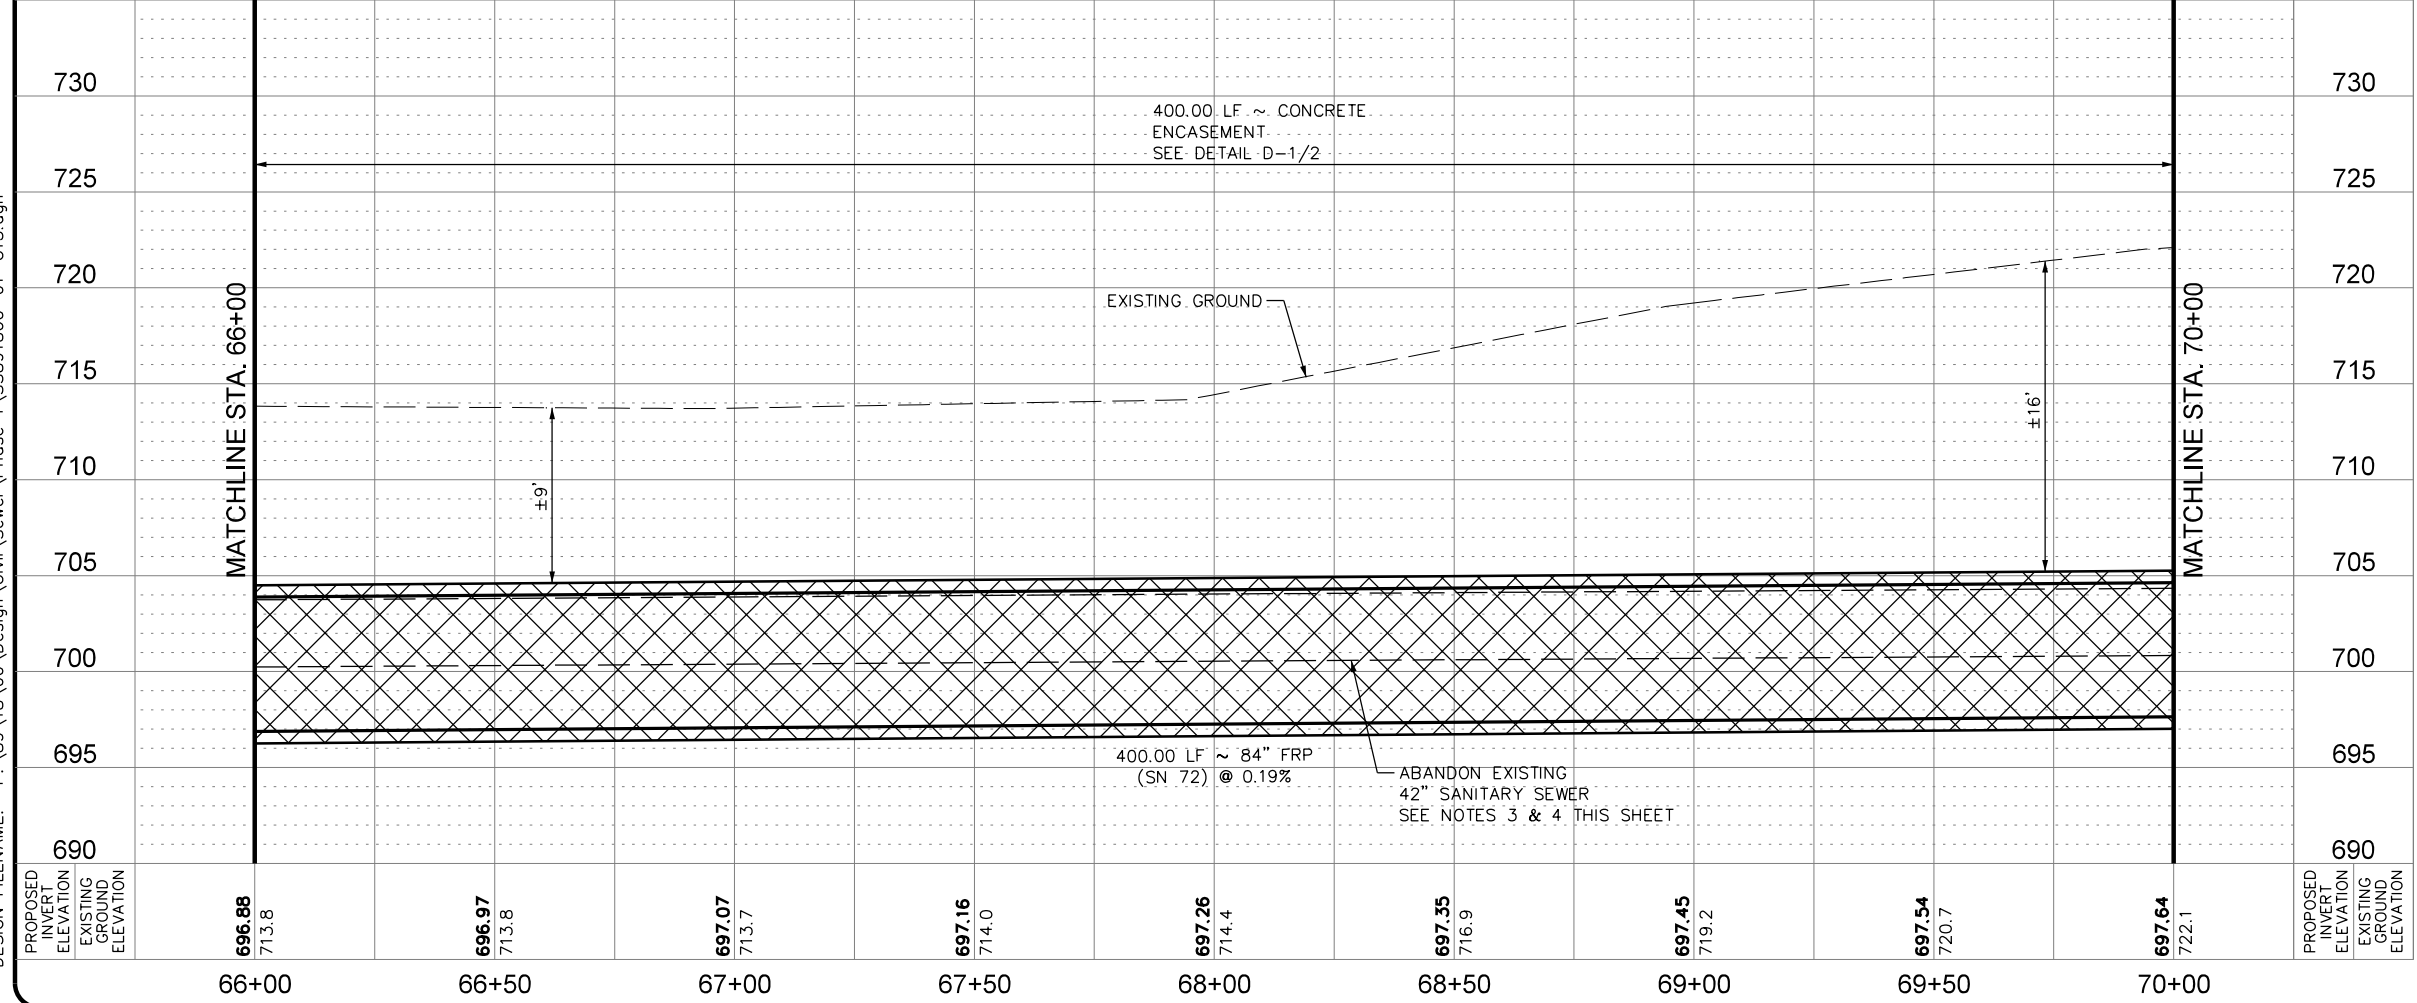 730
725
720
715
710
705
700
695
690
730
725
720
715
710
705
700
695
690
400.00 LF ~ CONCRETE
ENCASEMENT
SEE DETAIL D-1/2
MATCHLINE STA. 66+00
EXISTING GROUND
±9'
±16'
MATCHLINE STA. 70+00
400.00 LF ~ 84" FRP
(SN 72) @ 0.19%
ABANDON EXISTING
42" SANITARY SEWER
SEE NOTES 3 & 4 THIS SHEET
PROPOSED
INVERT
ELEVATION
EXISTING
GROUND
ELEVATION
696.88
713.8
696.97
713.8
697.07
713.7
697.16
714.0
697.26
714.4
697.35
716.9
697.45
719.2
697.54
720.7
697.64
722.1
PROPOSED
INVERT
ELEVATION
EXISTING
GROUND
ELEVATION
66+00
66+50
67+00
67+50
68+00
68+50
69+00
69+50
70+00